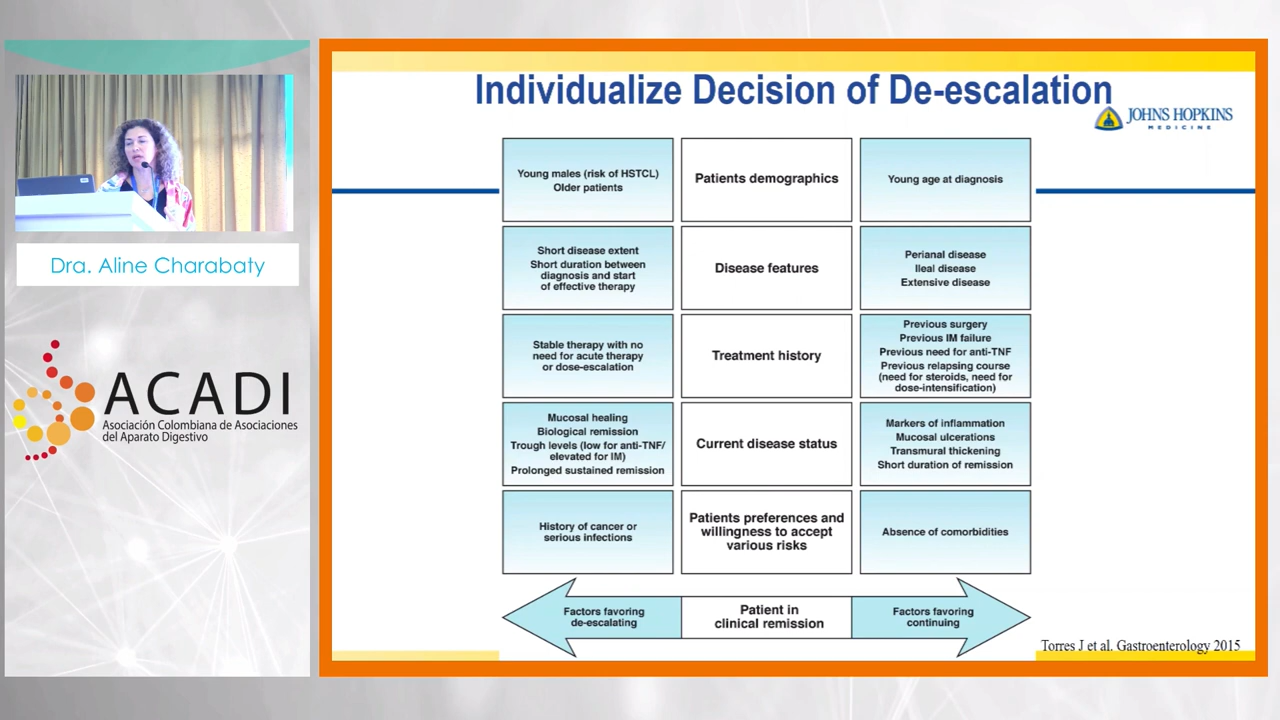 Individualize Decision of De-escalation
JOHNS HOPKINS
MEDICINE
Dra. Aline Charabaty
ACADI
Asociación Colombiana de Asociaciones
del Aparato Digestivo
Young males (risk of HSTCL)
Older patients
Patients demographics
Young age at diagnosis
Short disease extent
Short duration between
diagnosis and start
of effective therapy
Disease features
Perianal disease
Ileal disease
Extensive disease
Stable therapy with no
need for acute therapy
or dose-escalation
Treatment history
Previous surgery
Previous IM failure
Previous need for anti-TNF
Previous relapsing course
(need for steroids, need for
dose-intensification)
Mucosal healing
Biological remission
Trough levels (low for anti-TNF/
elevated for IM)
Prolonged sustained remission
Current disease status
Markers of inflammation
Mucosal ulcerations
Transmural thickening
Short duration of remission
History of cancer or
serious infections
Patients preferences and
willingness to accept
various risks
Absence of comorbidities
Factors favoring
de-escalating
Patient in
clinical remission
Factors favoring
continuing
Torres J et al. Gastroenterology 2015